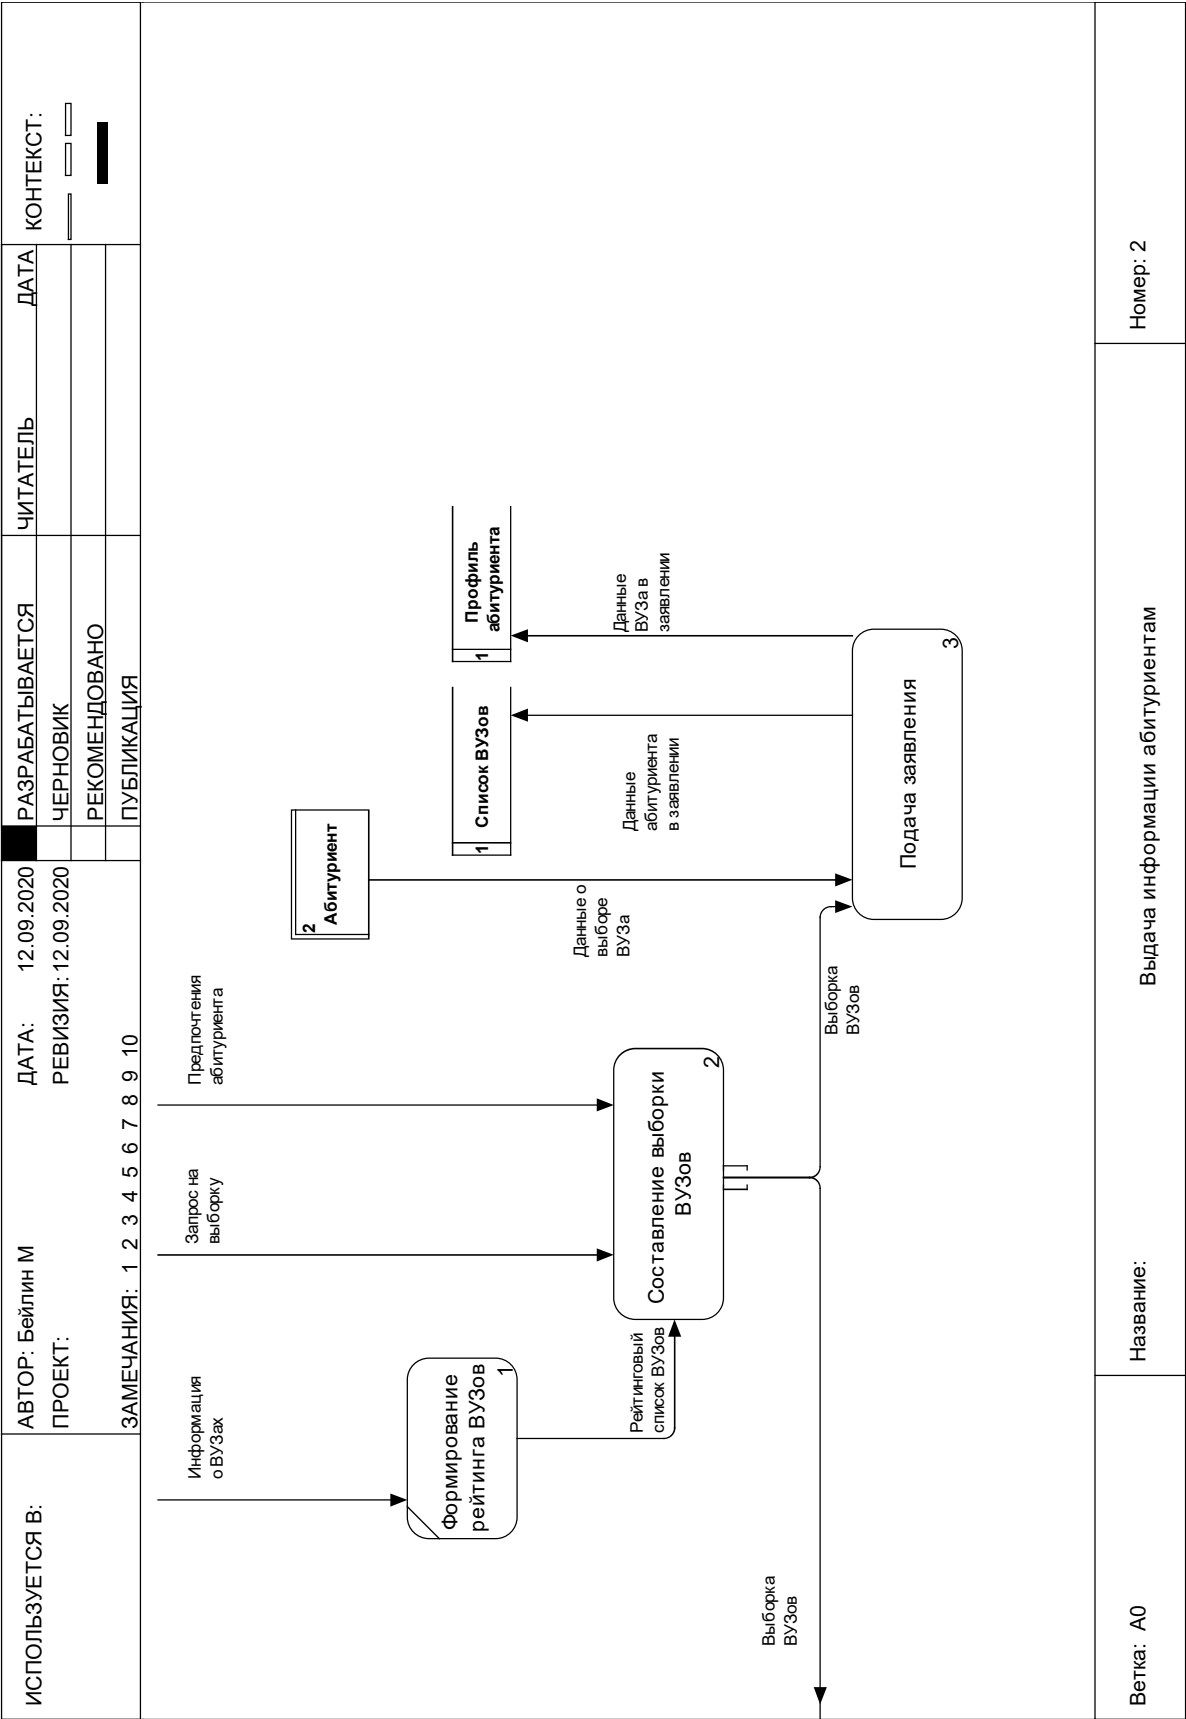 ИСПОЛЬЗУЕТСЯ В:
АВТОР: Бейлин М
ДАТА: 12.09.2020
ПРОЕКТ:
РЕВИЗИЯ: 12.09.2020
ЗАМЕЧАНИЯ: 1 2 3 4 5 6 7 8 9 10
РАЗРАБАТЫВАЕТСЯ
ЧЕРНОВИК
РЕКОМЕНДОВАНО
ПУБЛИКАЦИЯ
ЧИТАТЕЛЬ
ДАТА
КОНТЕКСТ:
Информация
о ВУЗах
Запрос на
выборку
Предпочтения
абитуриента
2
Абитуриент
1
Список ВУЗов
1
Профиль
абитуриента
Формирование
рейтинга ВУЗов
1
Рейтинговый
список ВУЗов
Данные о
выборе
ВУЗа
Данные
абитуриента
в заявлении
Данные
ВУЗа в
заявлении
Составление выборки
ВУЗов
2
Выборка
ВУЗов
Выборка
ВУЗов
Подача заявления
3
Ветка: A0
Название:
Выдача информации абитуриентам
Номер: 2